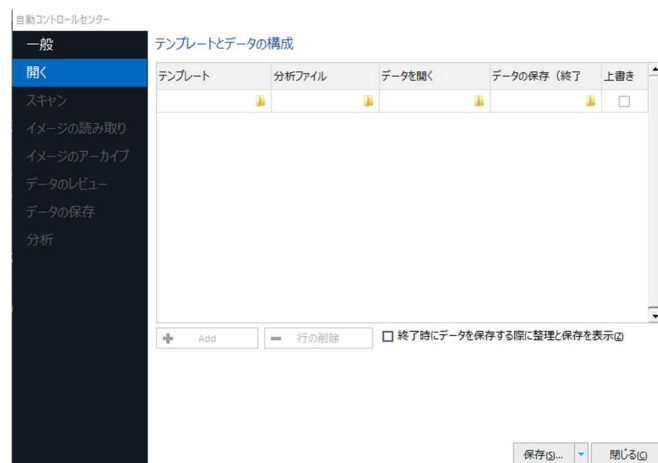 自動コントロールセンター
一般
開く
スキャン
イメージの読み取り
イメージのアーカイブ
データのレビュー
データの保存
分析
テンプレートとデータの構成
テンプレート 分析ファイル データを開く データの保存（終了 上書き
Add 行の削除 終了時にデータを保存する際に整理と保存を表示(Z)
保存(S)... 閉じる(C)